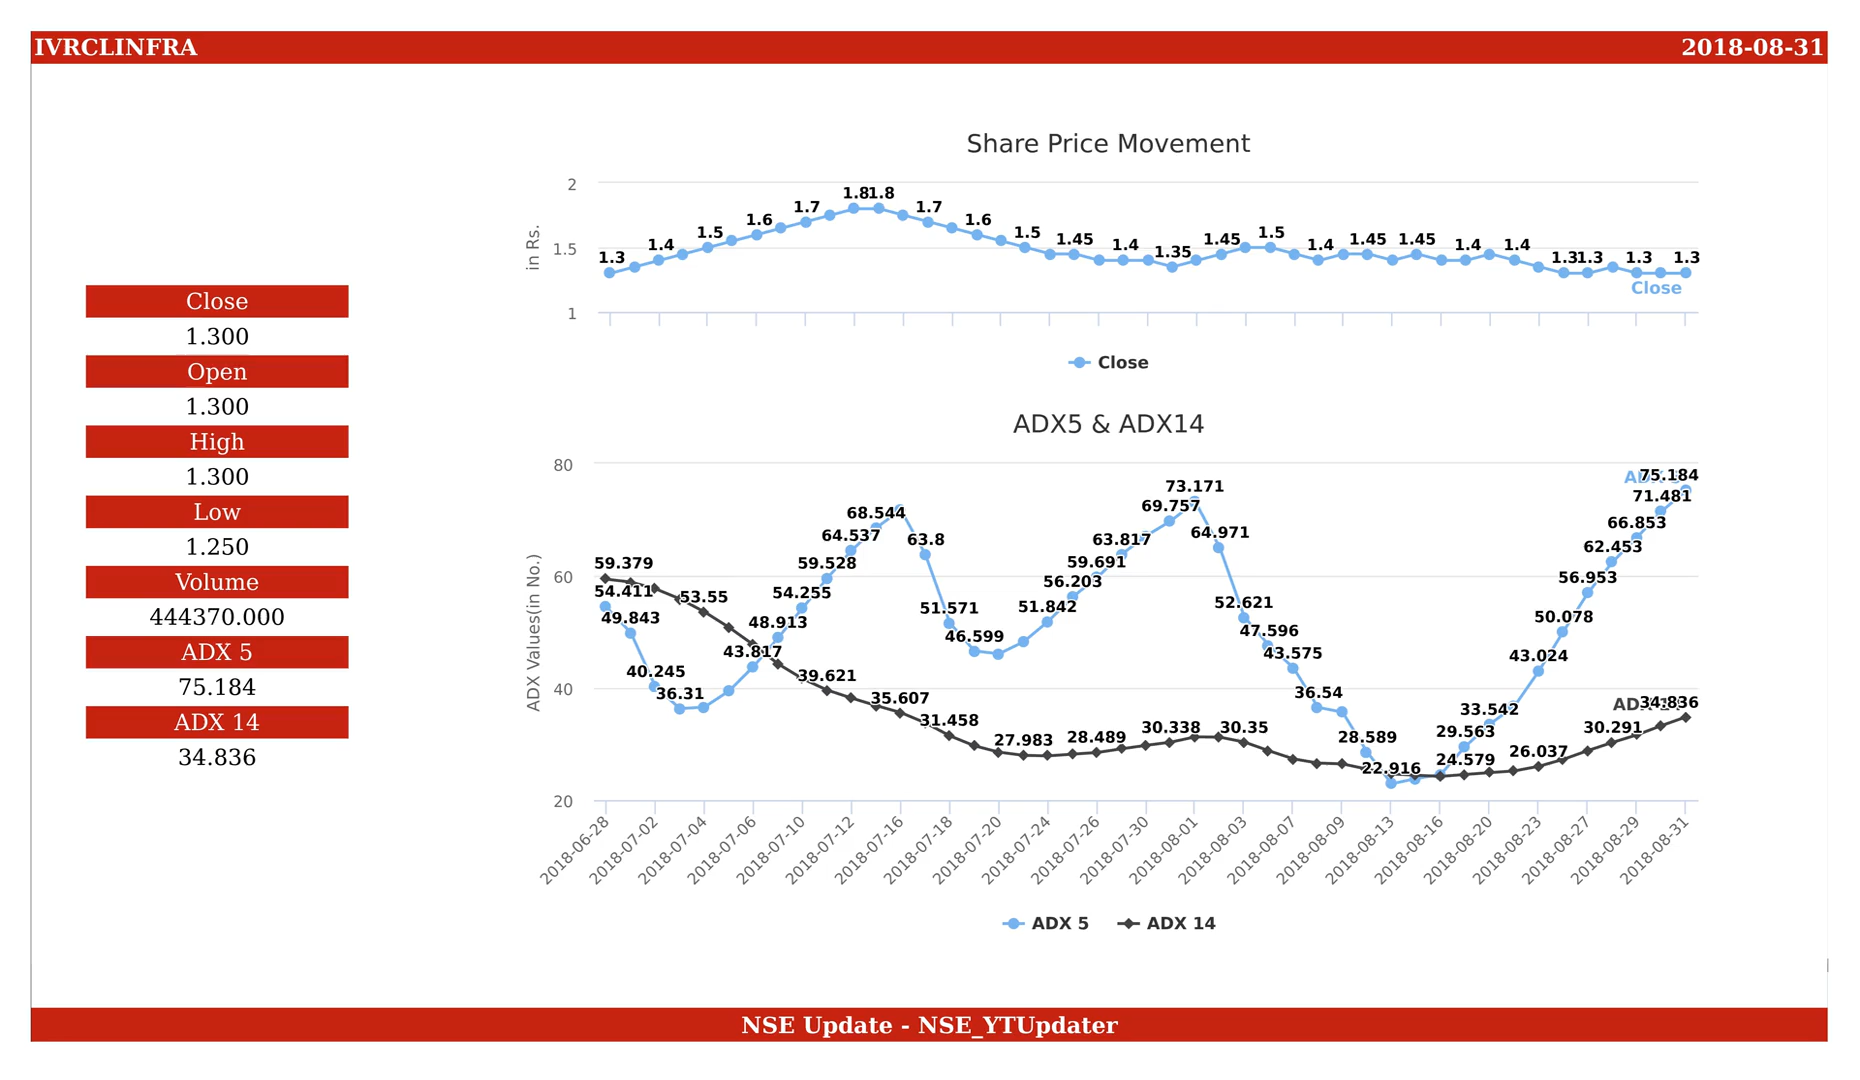 IVRCLINFRA 2018-08-31
Close
1.300
Open
1.300
High
1.300
Low
1.250
Volume
444370.000
ADX 5
75.184
ADX 14
34.836
Share Price Movement
in Rs.
2
1.5
1
1.3 1.4 1.5 1.6 1.7 1.8 1.8 1.7 1.6 1.5 1.45 1.4 1.35 1.45 1.5 1.4 1.45 1.45 1.4 1.4 1.3 1.3 1.3 1.3
Close
Close
ADX5 & ADX14
ADX Values(in No.)
80
60
40
20
54.411 49.843 40.245 36.31 43.817 48.913 54.255 59.528 64.537 68.544 63.8 51.571 46.599 51.842 56.203 59.691 63.817 69.757 73.171 64.971 52.621 47.596 43.575 36.54 28.589 22.916 29.563 33.542 43.024 50.078 56.953 62.453 66.853 71.481 75.184
59.379 53.55 39.621 35.607 31.458 27.983 28.489 30.338 30.35 24.579 26.037 30.291 34.836
2018-06-28 2018-07-02 2018-07-04 2018-07-06 2018-07-10 2018-07-12 2018-07-16 2018-07-18 2018-07-20 2018-07-24 2018-07-26 2018-07-30 2018-08-01 2018-08-03 2018-08-07 2018-08-09 2018-08-13 2018-08-16 2018-08-20 2018-08-23 2018-08-27 2018-08-29 2018-08-31
ADX 5 ADX 14
NSE Update - NSE_YTUpdater